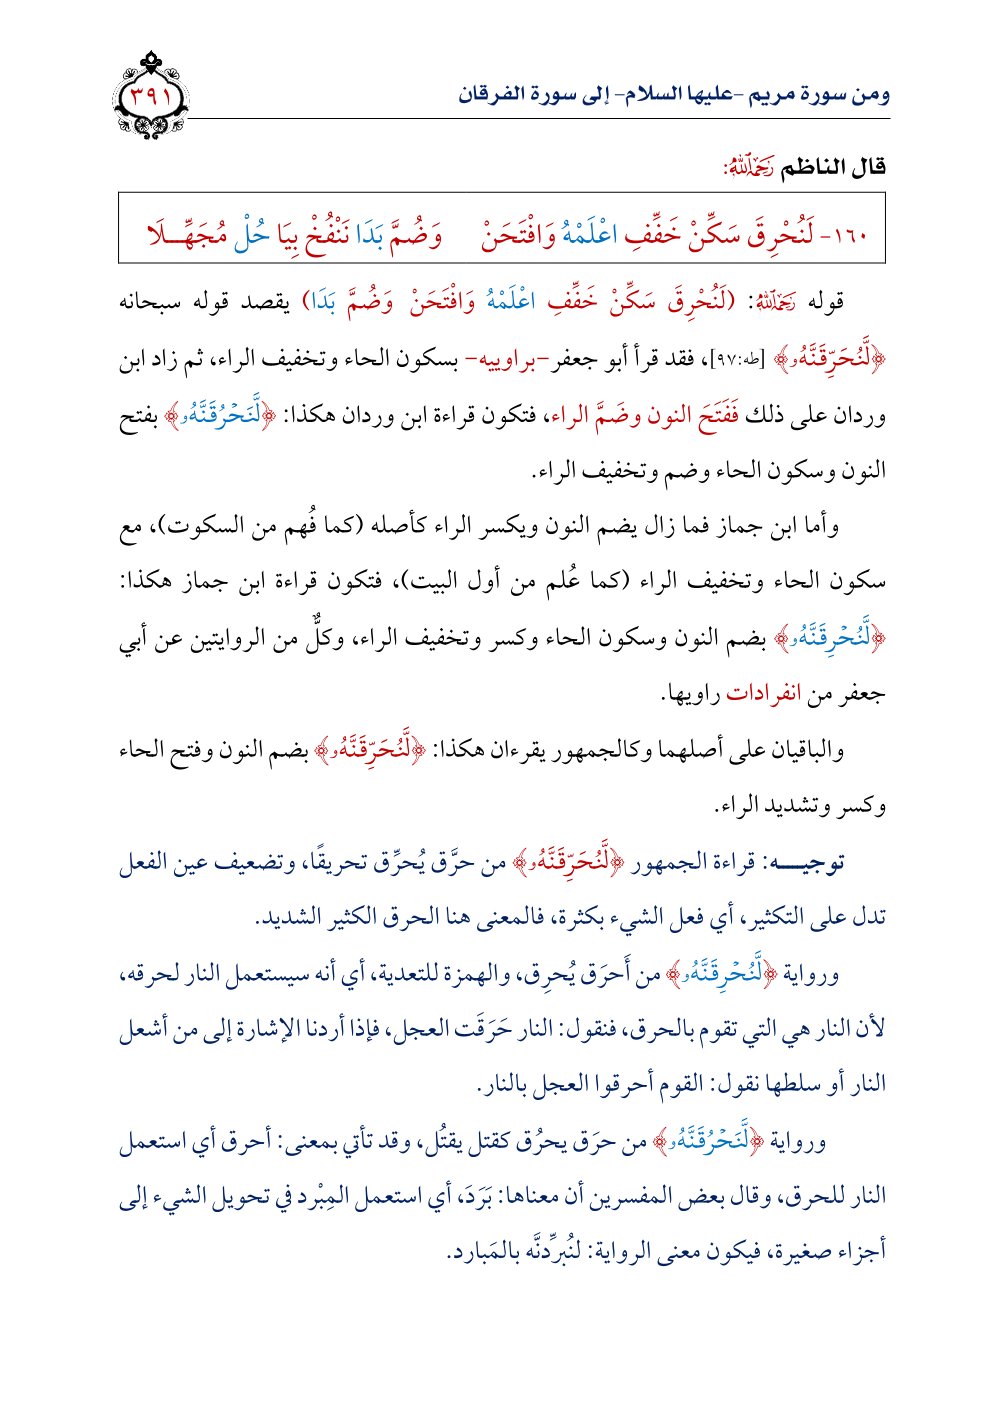 ومن سورة مريم -عليها السلام- إلى سورة الفرقان
٣٩١
قال الناظم رَحِمَهُ ٱللَّهُ:
١٦٠- لَنُحْرِقَ سَكِّنْ خَفِّفِ اعْلَمْهُ وَافْتَحَنْ وَضُمَّ بَدَا نَنْفُخْ بِيَا حُلْ مُجَهِّـــلَا
قوله رَحِمَهُ ٱللَّهُ: (لَنُحْرِقَ سَكِّنْ خَفِّفِ اعْلَمْهُ وَافْتَحَنْ وَضُمَّ بَدَا) يقصد قوله سبحانه
﴿لَّنُحَرِّقَنَّهُۥ﴾ [طه:٩٧]، فقد قرأ أبو جعفر-براوييه- بسكون الحاء وتخفيف الراء، ثم زاد ابن
وردان على ذلك فَفَتَحَ النون وضَمَّ الراء، فتكون قراءة ابن وردان هكذا: ﴿لَّنَحۡرُقَنَّهُۥ﴾ بفتح
النون وسكون الحاء وضم وتخفيف الراء.
وأما ابن جماز فما زال يضم النون ويكسر الراء كأصله (كما فُهم من السكوت)، مع
سكون الحاء وتخفيف الراء (كما عُلم من أول البيت)، فتكون قراءة ابن جماز هكذا:
﴿لَّنُحۡرِقَنَّهُۥ﴾ بضم النون وسكون الحاء وكسر وتخفيف الراء، وكلٌّ من الروايتين عن أبي
جعفر من انفرادات راويها.
والباقيان على أصلهما وكالجمهور يقرءان هكذا: ﴿لَّنُحَرِّقَنَّهُۥ﴾ بضم النون وفتح الحاء
وكسر وتشديد الراء.
توجيـــــه: قراءة الجمهور ﴿لَّنُحَرِّقَنَّهُۥ﴾ من حرَّق يُحرِّق تحريقًا، وتضعيف عين الفعل
تدل على التكثير، أي فعل الشيء بكثرة، فالمعنى هنا الحرق الكثير الشديد.
ورواية ﴿لَّنُحۡرِقَنَّهُۥ﴾ من أَحرَق يُحرِق، والهمزة للتعدية، أي أنه سيستعمل النار لحرقه،
لأن النار هي التي تقوم بالحرق، فنقول: النار حَرَقَت العجل، فإذا أردنا الإشارة إلى من أشعل
النار أو سلطها نقول: القوم أحرقوا العجل بالنار.
ورواية ﴿لَّنَحۡرُقَنَّهُۥ﴾ من حرَق يحرُق كقتل يقتُل، وقد تأتي بمعنى: أحرق أي استعمل
النار للحرق، وقال بعض المفسرين أن معناها: بَرَدَ، أي استعمل المِبْرد في تحويل الشيء إلى
أجزاء صغيرة، فيكون معنى الرواية: لنُبرِّدنَّه بالمَبارد.